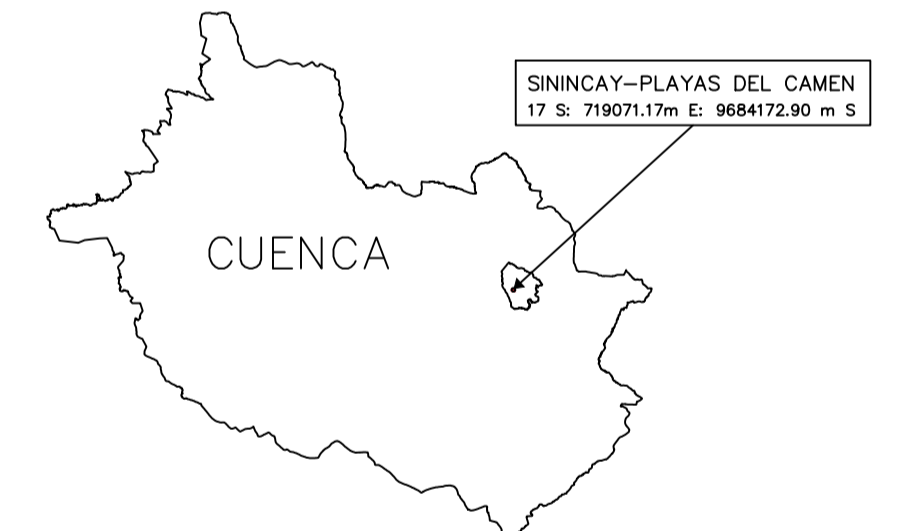 SININCAY-PLAYAS DEL CAMEN
17 S: 719071.17m E: 9684172.90 m S
CUENCA